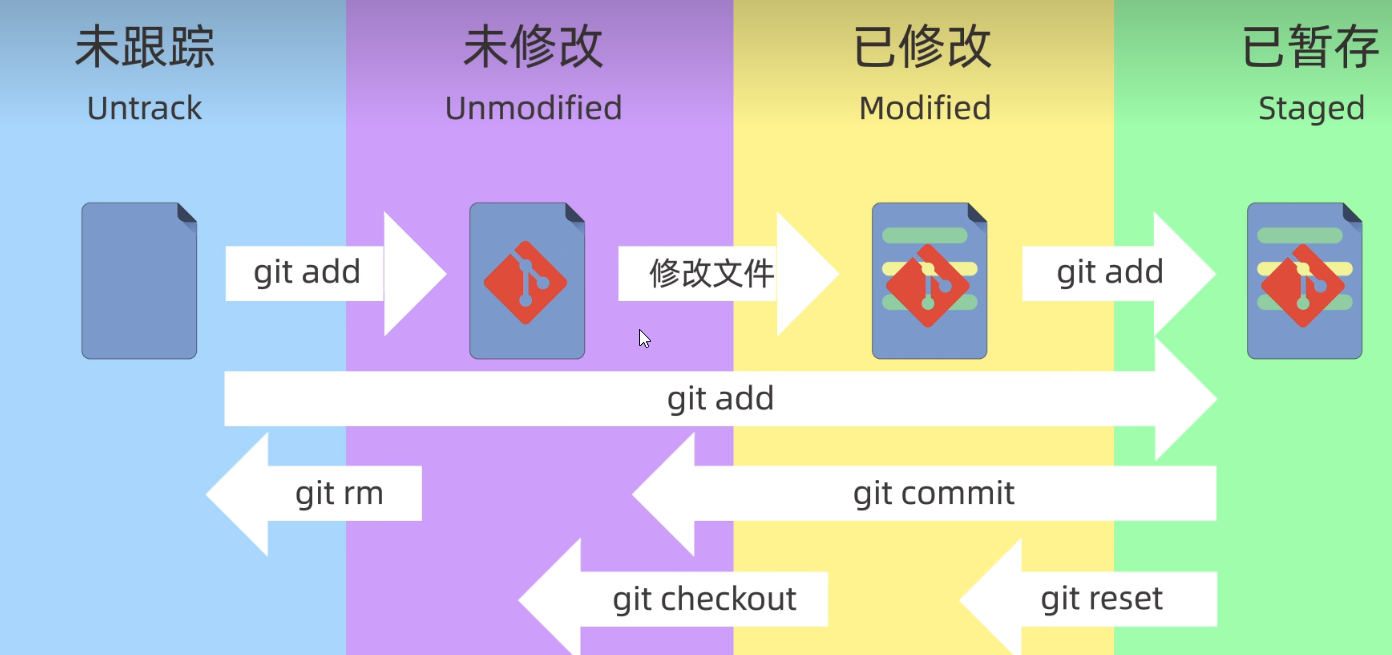 未跟踪
未修改
已修改
已暂存
Untrack
Unmodified
Modified
Staged
git add
修改文件
git add
git add
git rm
git commit
git checkout
git reset